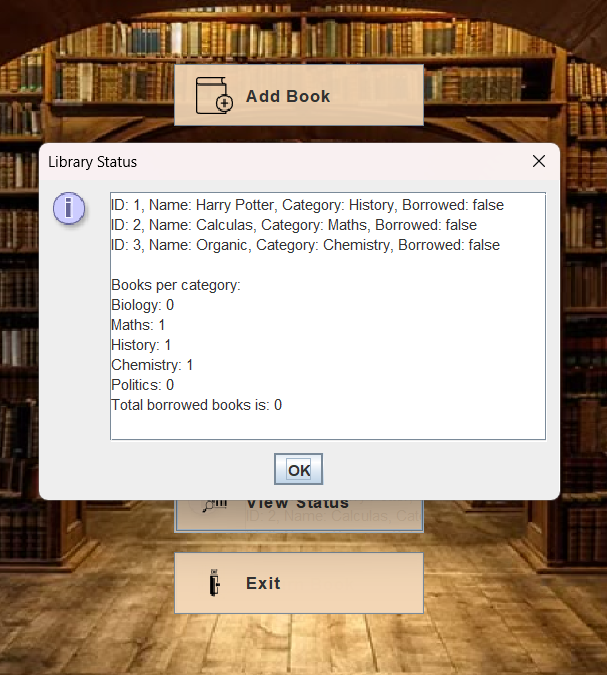 Add Book
Library Status
ID: 1, Name: Harry Potter, Category: History, Borrowed: false
ID: 2, Name: Calculas, Category: Maths, Borrowed: false
ID: 3, Name: Organic, Category: Chemistry, Borrowed: false
Books per category:
Biology: 0
Maths: 1
History: 1
Chemistry: 1
Politics: 0
Total borrowed books is: 0
OK
View Status
ID: 2, Name: Calculas, Cat
Exit